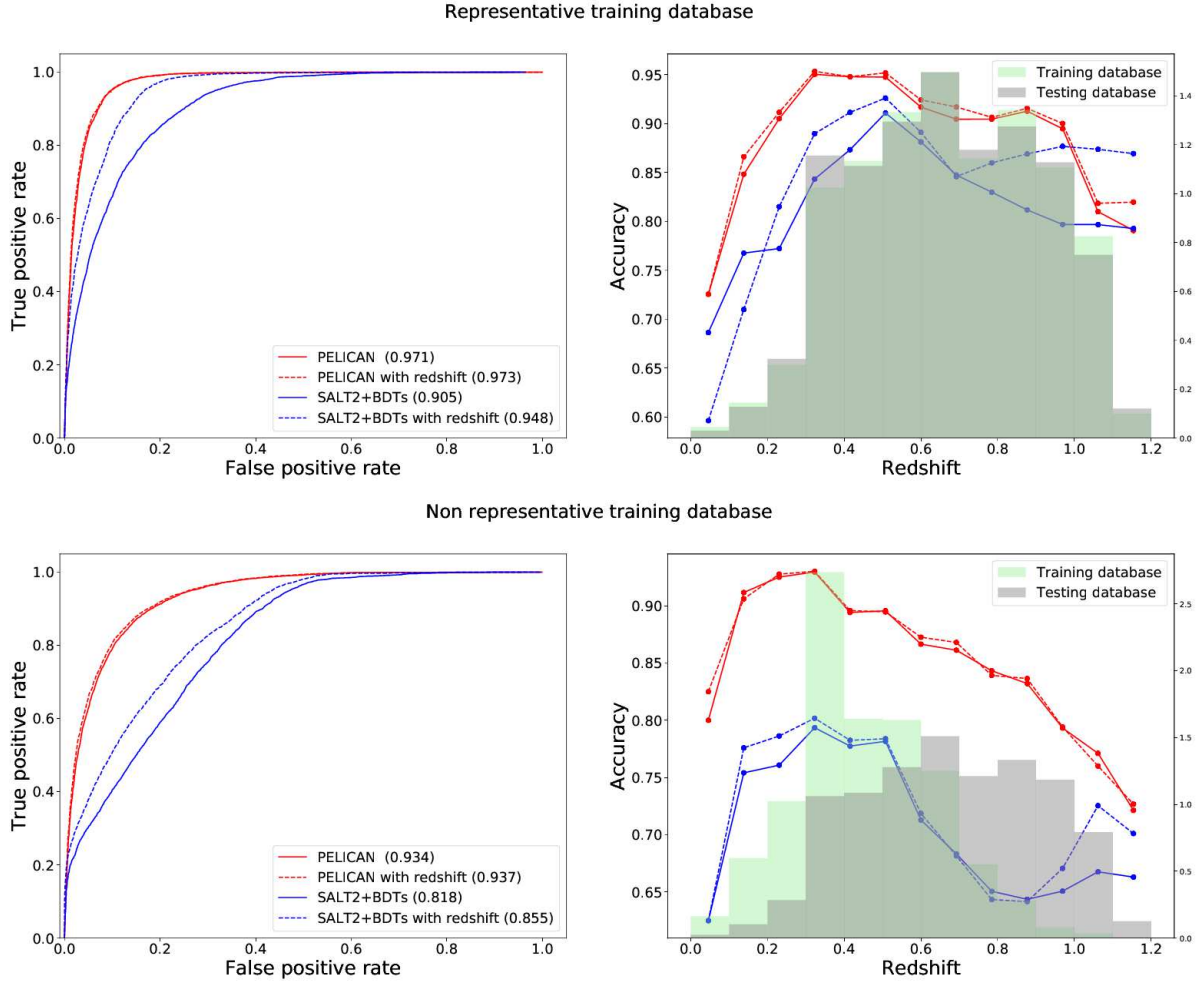 Representative training database
1.0
0.8
0.6
0.4
0.2
0.0
True positive rate
0.0 0.2 0.4 0.6 0.8 1.0
False positive rate
PELICAN (0.971)
PELICAN with redshift (0.973)
SALT2+BDTs (0.905)
SALT2+BDTs with redshift (0.948)
0.95
0.90
0.85
0.80
0.75
0.70
0.65
0.60
Accuracy
0.0 0.2 0.4 0.6 0.8 1.0 1.2
Redshift
Training database
Testing database
1.4
1.2
1.0
0.8
0.6
0.4
0.2
0.0
Non representative training database
1.0
0.8
0.6
0.4
0.2
0.0
True positive rate
0.0 0.2 0.4 0.6 0.8 1.0
False positive rate
PELICAN (0.934)
PELICAN with redshift (0.937)
SALT2+BDTs (0.818)
SALT2+BDTs with redshift (0.855)
0.90
0.85
0.80
0.75
0.70
0.65
Accuracy
0.0 0.2 0.4 0.6 0.8 1.0 1.2
Redshift
Training database
Testing database
2.5
2.0
1.5
1.0
0.5
0.0